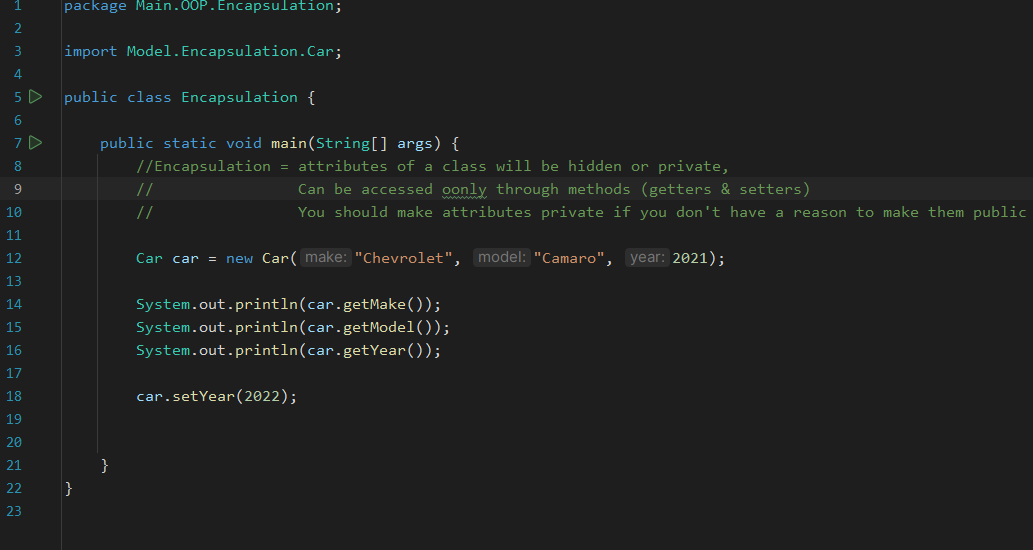 1 package Main.OOP.Encapsulation;
2
3 import Model.Encapsulation.Car;
4
5 public class Encapsulation {
6
7 public static void main(String[] args) {
8 //Encapsulation = attributes of a class will be hidden or private,
9 // Can be accessed oonly through methods (getters & setters)
10 // You should make attributes private if you don't have a reason to make them public
11
12 Car car = new Car( make: "Chevrolet", model: "Camaro", year: 2021);
13
14 System.out.println(car.getMake());
15 System.out.println(car.getModel());
16 System.out.println(car.getYear());
17
18 car.setYear(2022);
19
20
21 }
22 }
23